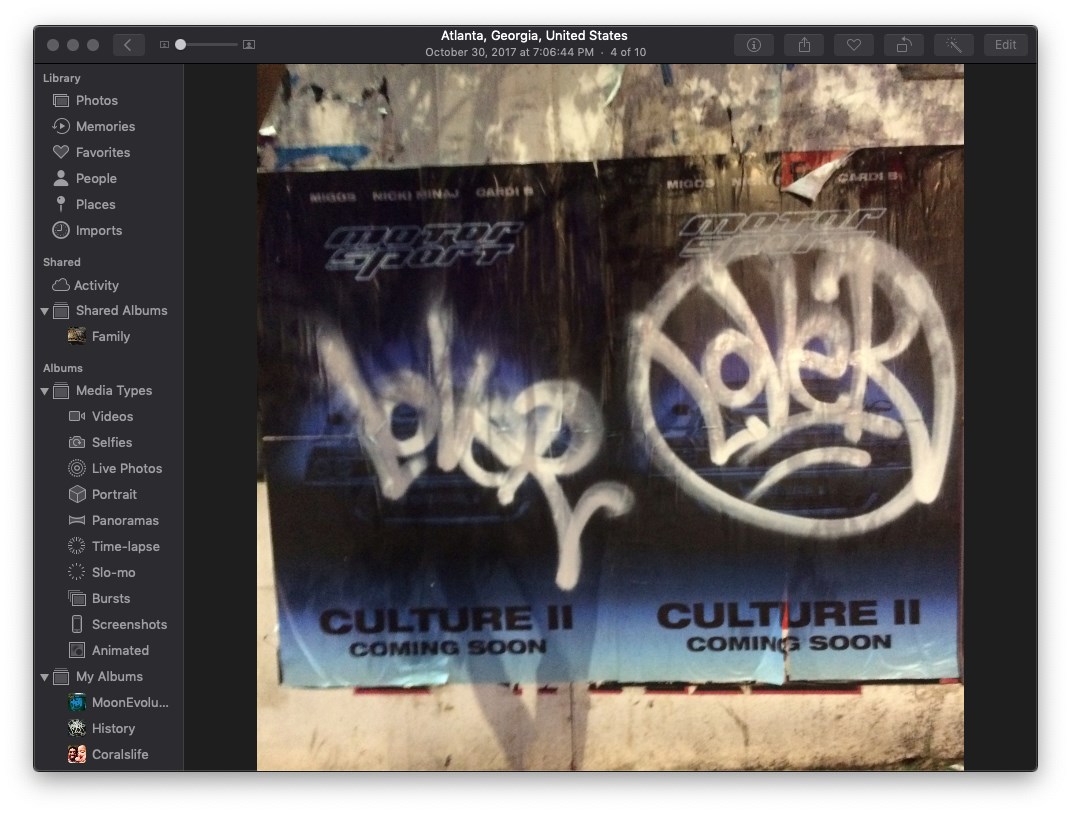 Atlanta, Georgia, United States
October 30, 2017 at 7:06:44 PM · 4 of 10
Edit
Library
Photos
Memories
Favorites
People
Places
Imports
Shared
Activity
Shared Albums
Family
Albums
Media Types
Videos
Selfies
Live Photos
Portrait
Panoramas
Time-lapse
Slo-mo
Bursts
Screenshots
Animated
My Albums
MoonEvolu...
History
Coralslife
MIGOS NICKI MINAJ CARDI B
motor
sport
CULTURE II
COMING SOON
MIGOS CARDI B
motor
sport
CULTURE II
COMING SOON